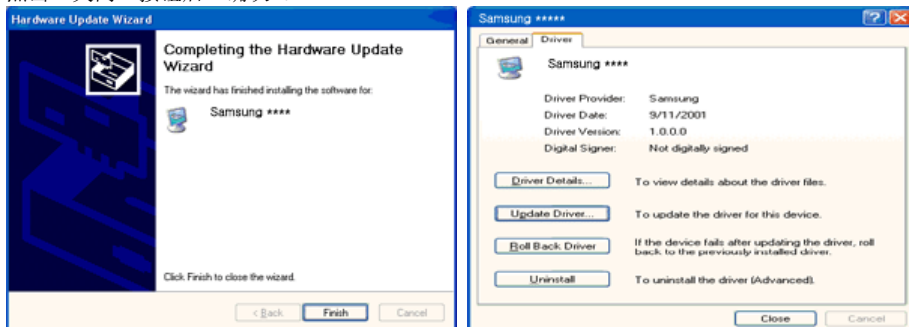 Hardware Update Wizard
Completing the Hardware Update
Wizard
The wizard has finished installing the software for:
Samsung ****
Click Finish to close the wizard.
< Back
Finish
Cancel
Samsung *****
General
Driver
Samsung ****
Driver Provider: Samsung
Driver Date: 9/11/2001
Driver Version: 1.0.0.0
Digital Signer: Not digitally signed
Driver Details... To view details about the driver files.
Update Driver... To update the driver for this device.
Roll Back Driver If the device fails after updating the driver, roll
back to the previously installed driver.
Uninstall To uninstall the driver (Advanced).
Close
Cancel